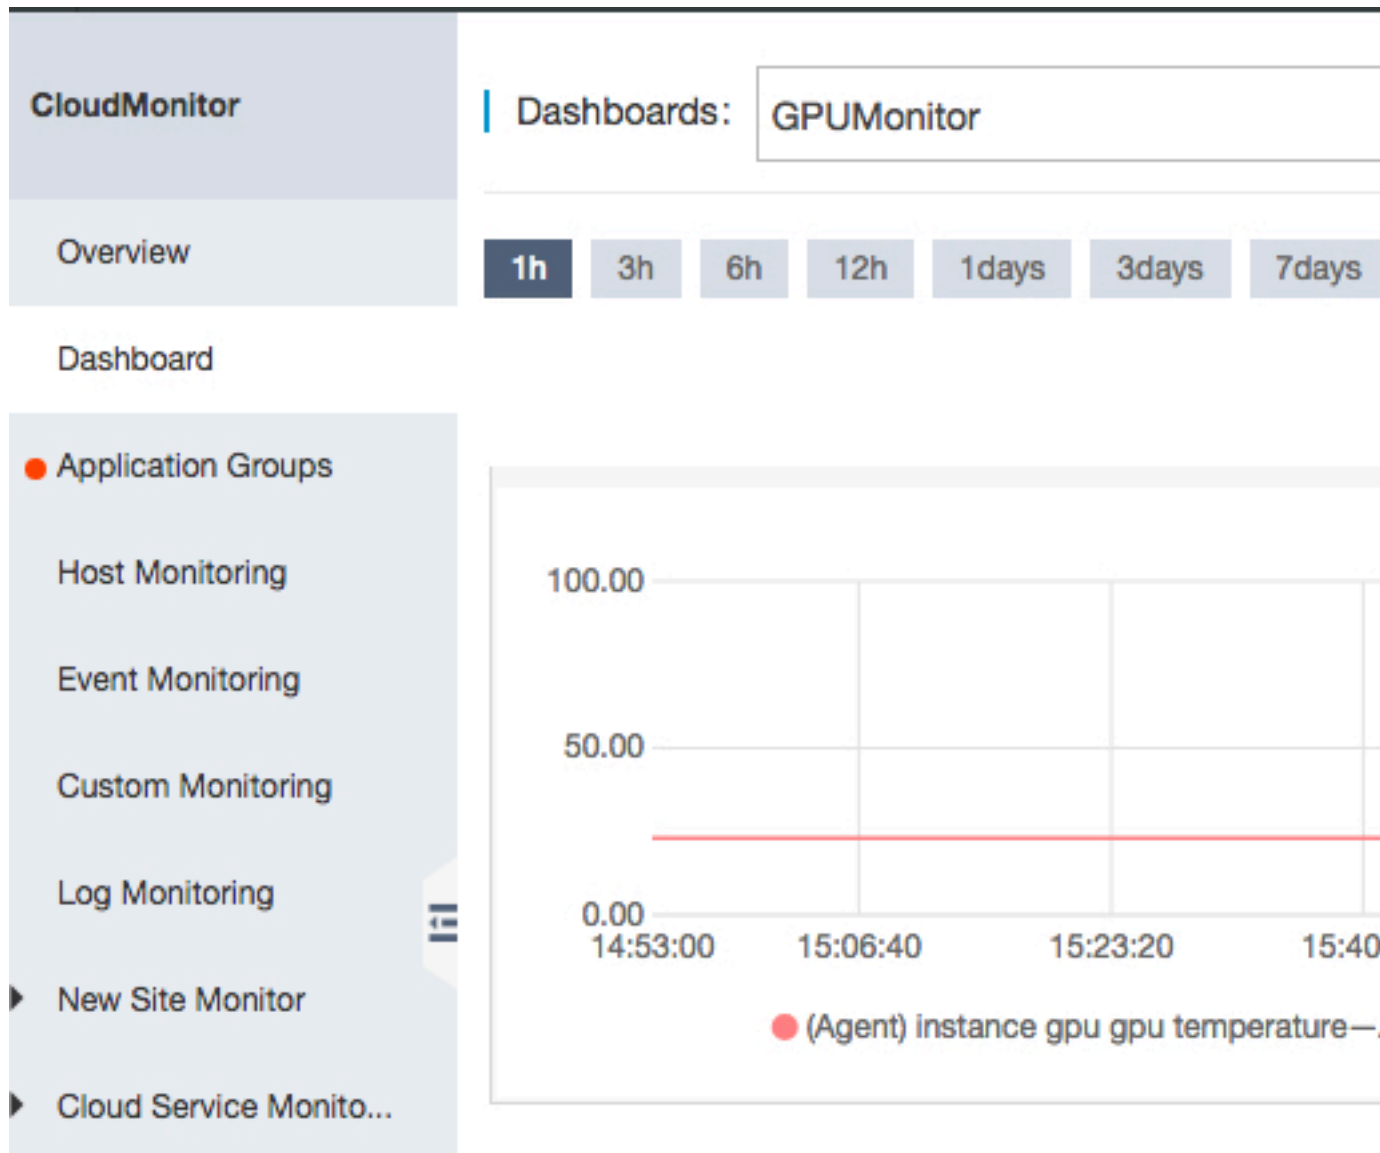 CloudMonitor
Dashboards: GPUMonitor
Overview
1h 3h 6h 12h 1days 3days 7days
Dashboard
Application Groups
Host Monitoring
Event Monitoring
Custom Monitoring
Log Monitoring
New Site Monitor
Cloud Service Monito...
100.00
50.00
0.00
14:53:00 15:06:40 15:23:20 15:40
(Agent) instance gpu gpu temperature—